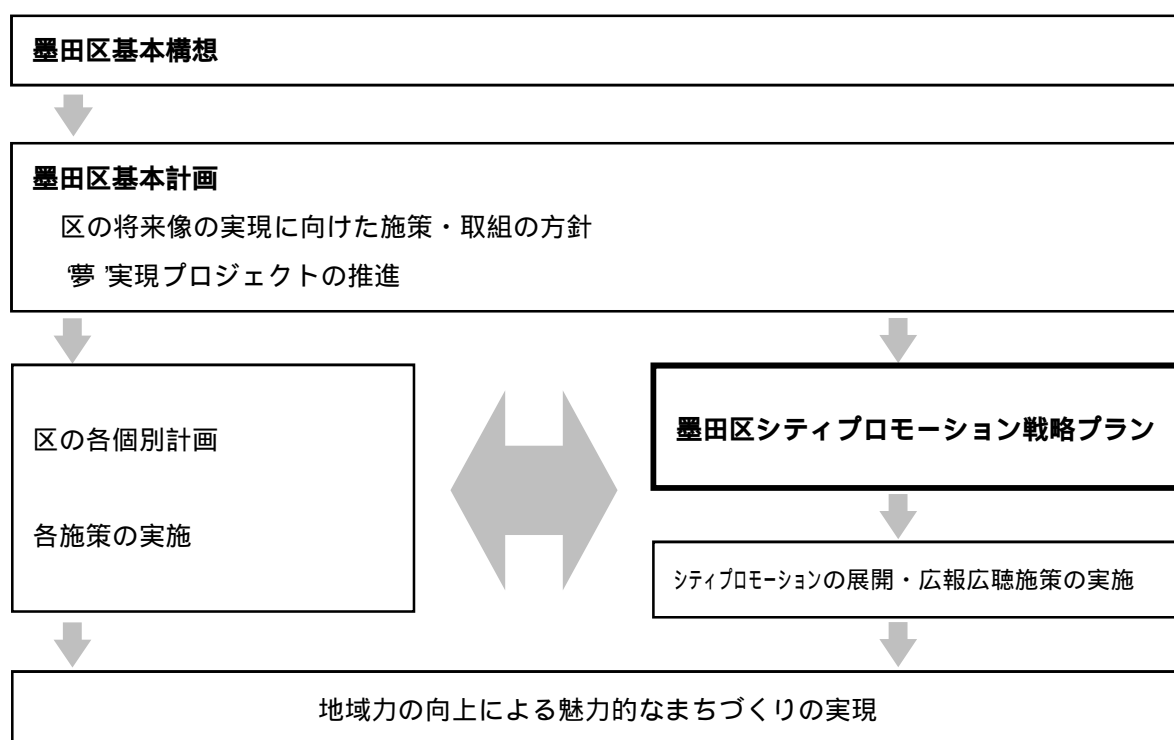 墨田区基本構想
墨田区基本計画
区の将来像の実現に向けた施策・取組の方針
“夢”実現プロジェクトの推進
区の各個別計画
各施策の実施
墨田区シティプロモーション戦略プラン
シティプロモーションの展開・広報広聴施策の実施
地域力の向上による魅力的なまちづくりの実現